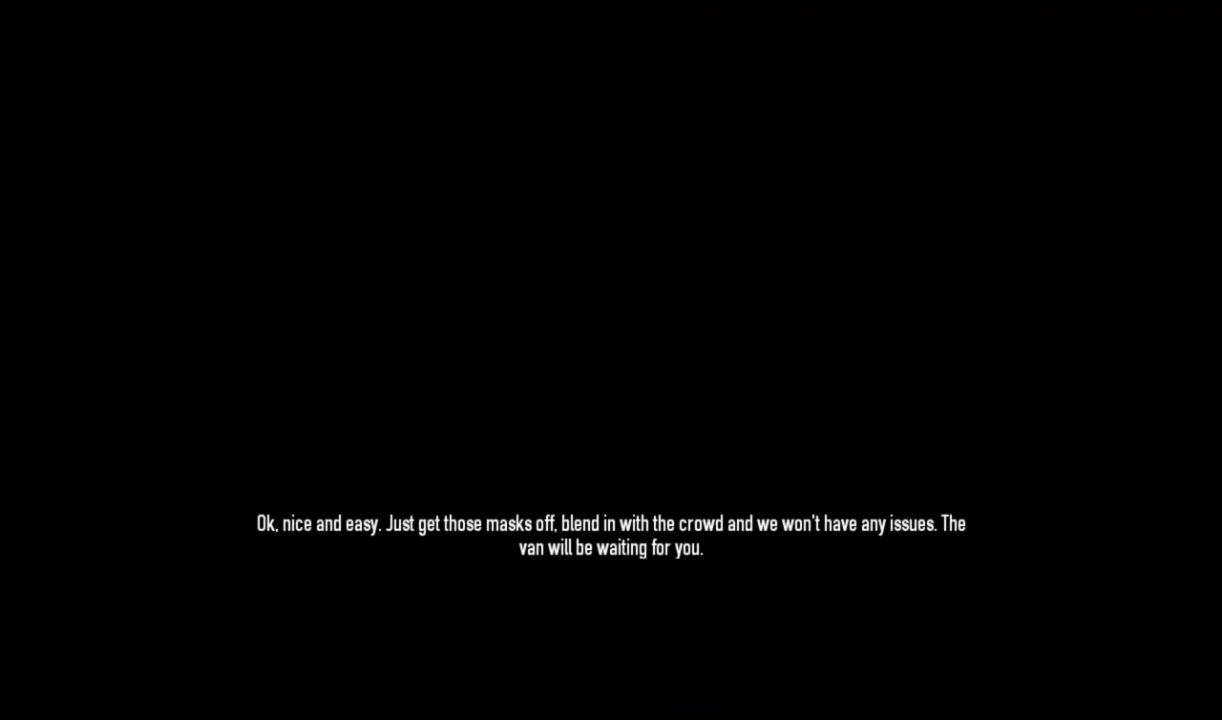 Ok, nice and easy. Just get those masks off, blend in with the crowd and we won't have any issues. The
van will be waiting for you.